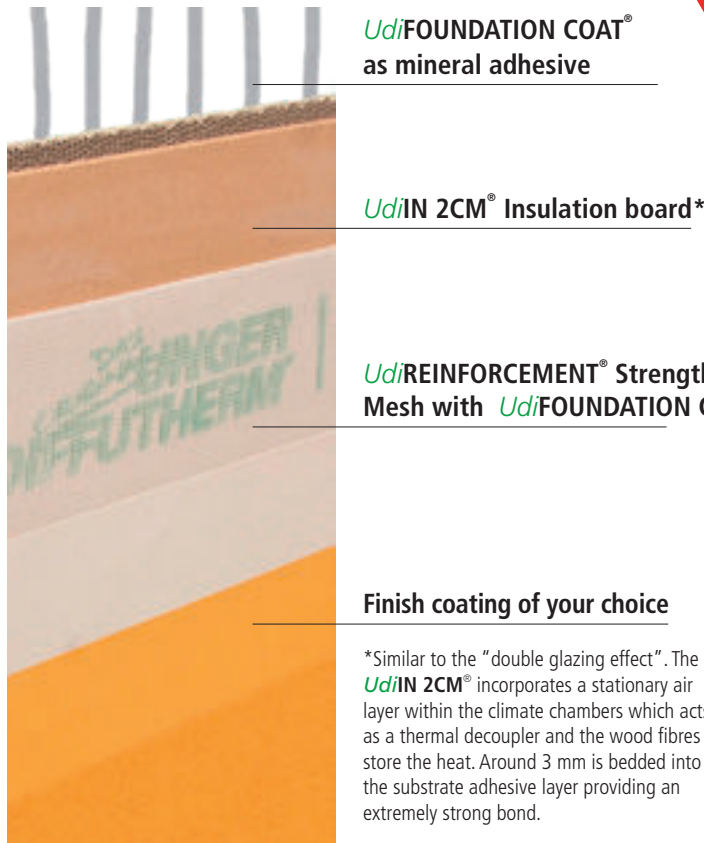 UdiFOUNDATION COAT®
as mineral adhesive
UdiIN 2CM® Insulation board*
UdiREINFORCEMENT®
Mesh with UdiFOUNDATION
DIFFUTHERM
Finish coating of your choice
*Similar to the “double glazing effect”. The
UdiIN 2CM® incorporates a stationary air
layer within the climate chambers which acts
as a thermal decoupler and the wood fibres
store the heat. Around 3 mm is bedded into
the substrate adhesive layer providing an
extremely strong bond.